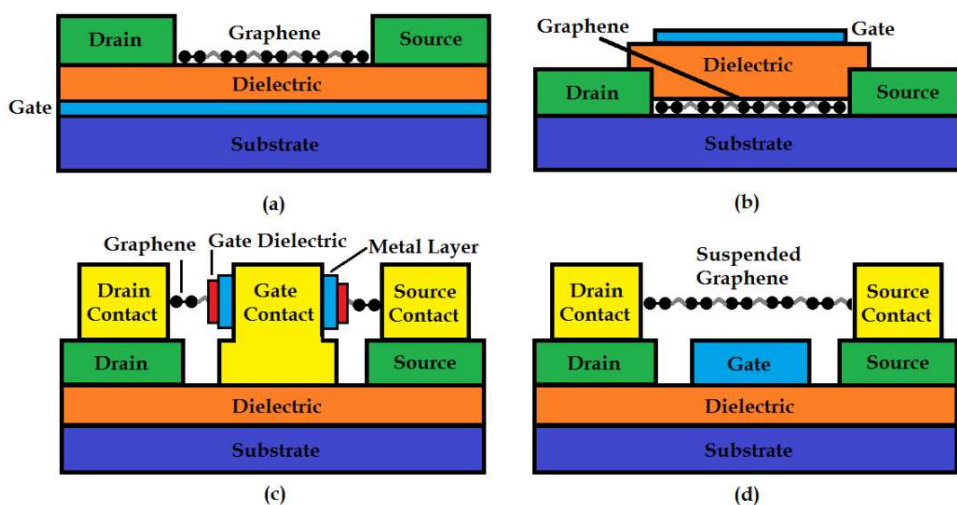 Drain
Graphene
Source
Dielectric
Gate
Substrate
(a)
Graphene
Gate
Dielectric
Drain
Source
Substrate
(b)
Graphene
Gate Dielectric
Metal Layer
Drain
Contact
Gate
Contact
Source
Contact
Drain
Source
Dielectric
Substrate
(c)
Suspended
Graphene
Drain
Contact
Source
Contact
Drain
Gate
Source
Dielectric
Substrate
(d)